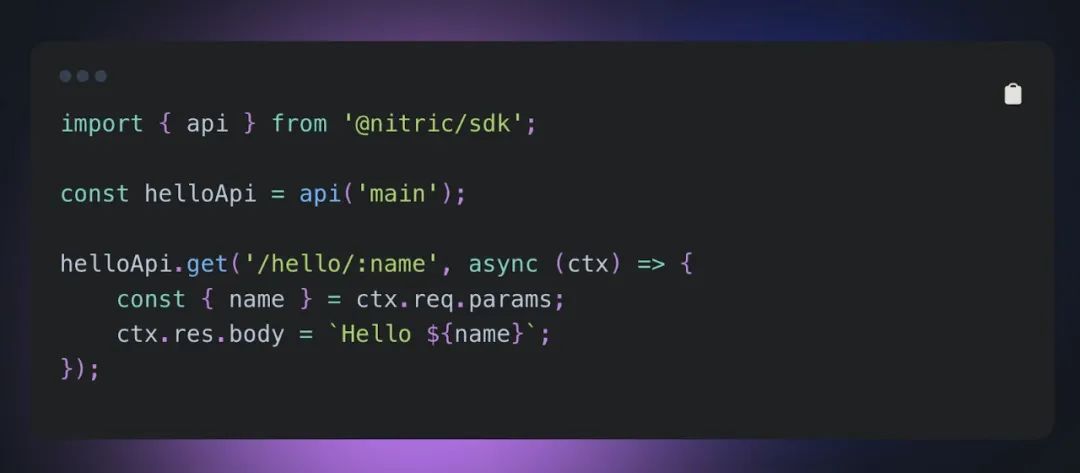 import { api } from '@nitric/sdk';
const helloApi = api('main');
helloApi.get('/hello/:name', async (ctx) => {
    const { name } = ctx.req.params;
    ctx.res.body = `Hello ${name}`;
});